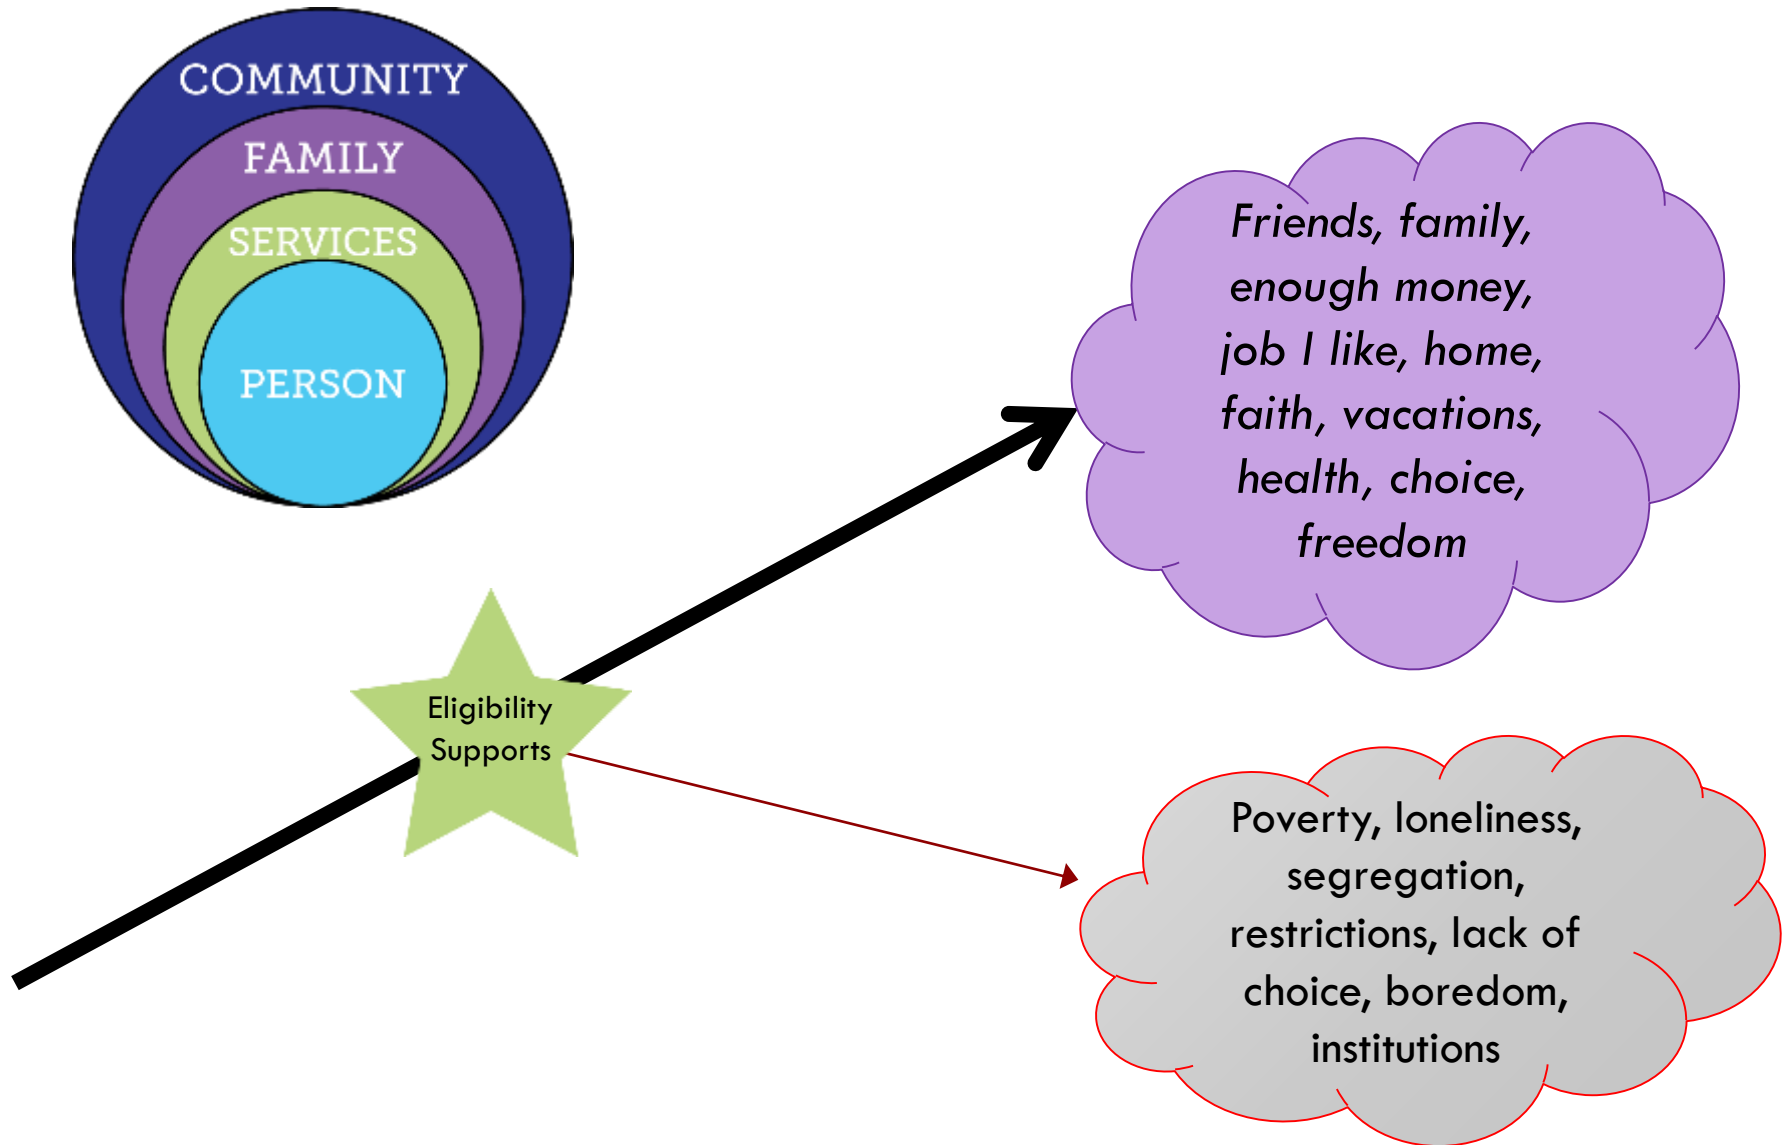 COMMUNITY
FAMILY
SERVICES
PERSON
Friends, family,
enough money,
job I like, home,
faith, vacations,
health, choice,
freedom
Eligibility
Supports
Poverty, loneliness,
segregation,
restrictions, lack of
choice, boredom,
institutions